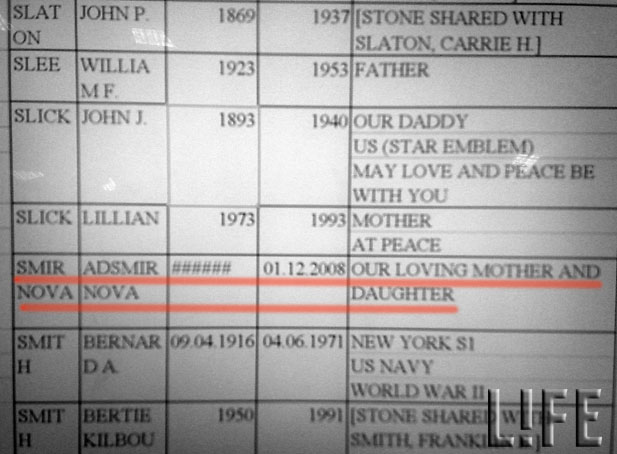 SLAT JOHN P. 1869 1937 [STONE SHARED WITH
ON SLATON, CARRIE H.]
SLEE WILLIA 1923 1953 FATHER
M F.
SLICK JOHN J. 1893 1940 OUR DADDY
US (STAR EMBLEM)
MAY LOVE AND PEACE BE
WITH YOU
SLICK LILLIAN 1973 1993 MOTHER
AT PEACE
SMIR ADSMIR ###### 01.12.2008 OUR LOVING MOTHER AND
NOVA NOVA DAUGHTER
SMIT BERNAR 09.04.1916 04.06.1971 NEW YORK S1
H D A. US NAVY
WORLD WAR II
SMIT BERTIE 1950 1991 [STONE SHARED WITH
H KILBOU SMITH,
LIFE